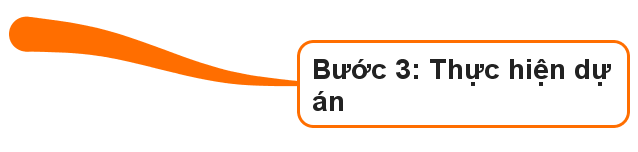 Bước 3: Thực hiện dự
án